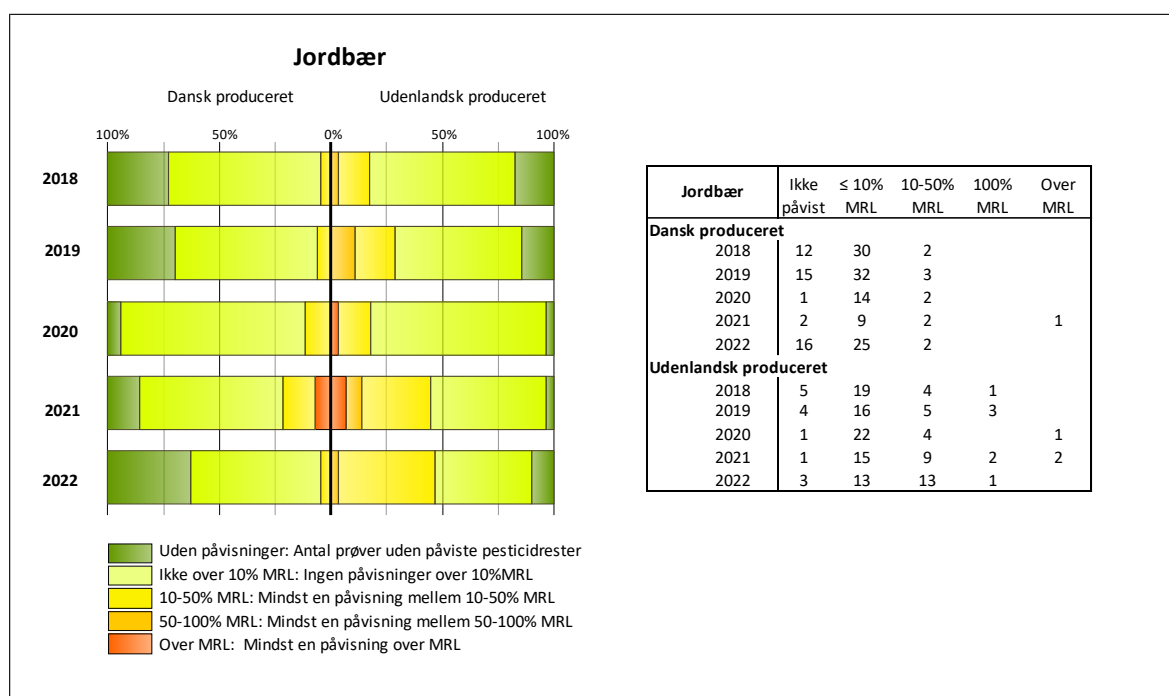 Jordbær
Dansk produceret Udenlandsk produceret
100% 50% 0% 50% 100%
2018
2019
2020
2021
2022
Uden påvisninger: Antal prøver uden påviste pesticidrester
Ikke over 10% MRL: Ingen påvisninger over 10%MRL
10-50% MRL: Mindst en påvisning mellem 10-50% MRL
50-100% MRL: Mindst en påvisning mellem 50-100% MRL
Over MRL: Mindst en påvisning over MRL
Jordbær Ikke påvist ≤ 10% MRL 10-50% MRL 100% MRL Over MRL
Dansk produceret
2018 12 30 2
2019 15 32 3
2020 1 14 2
2021 2 9 2 1
2022 16 25 2
Udenlandsk produceret
2018 5 19 4 1
2019 4 16 5 3
2020 1 22 4 1
2021 1 15 9 2 2
2022 3 13 13 1